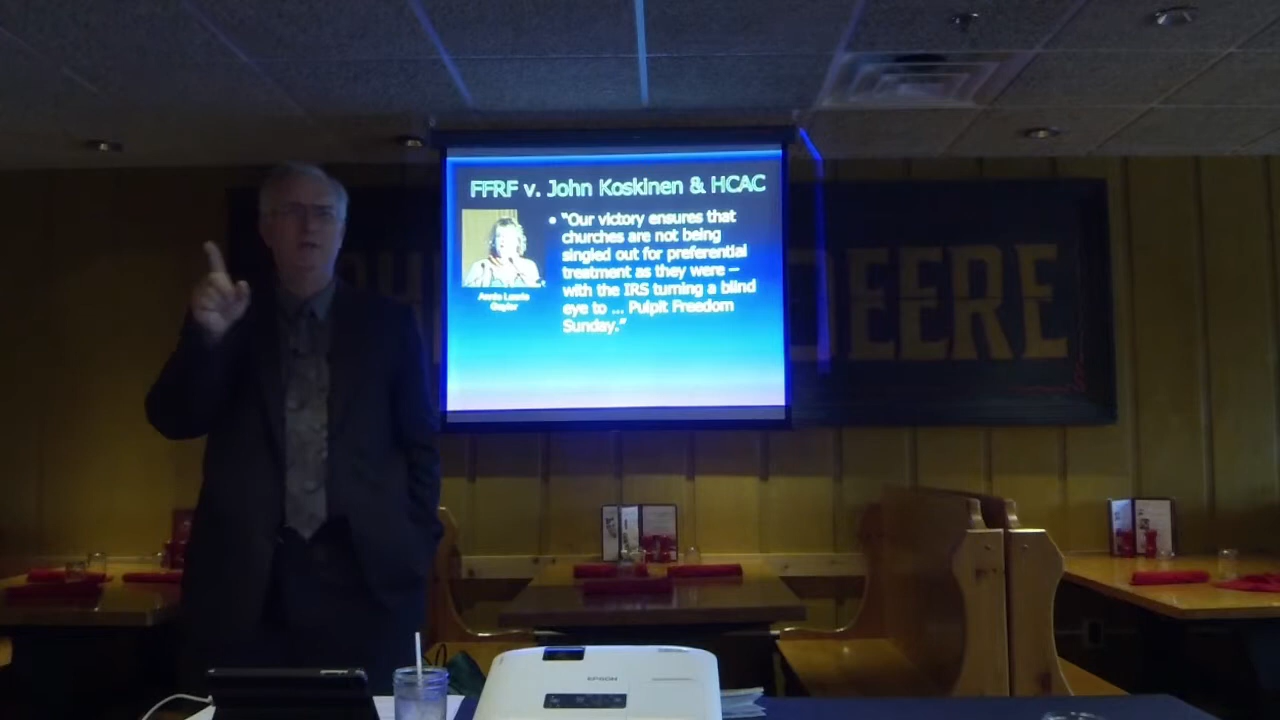 FFRF v. John Koskinen & HCAC
• “Our victory ensures that
churches are not being
singled out for preferential
treatment as they were –
with the IRS turning a blind
eye to ... Pulpit Freedom
Sunday.”
Annie Laurie
Gaylor
DEERE
EPSON